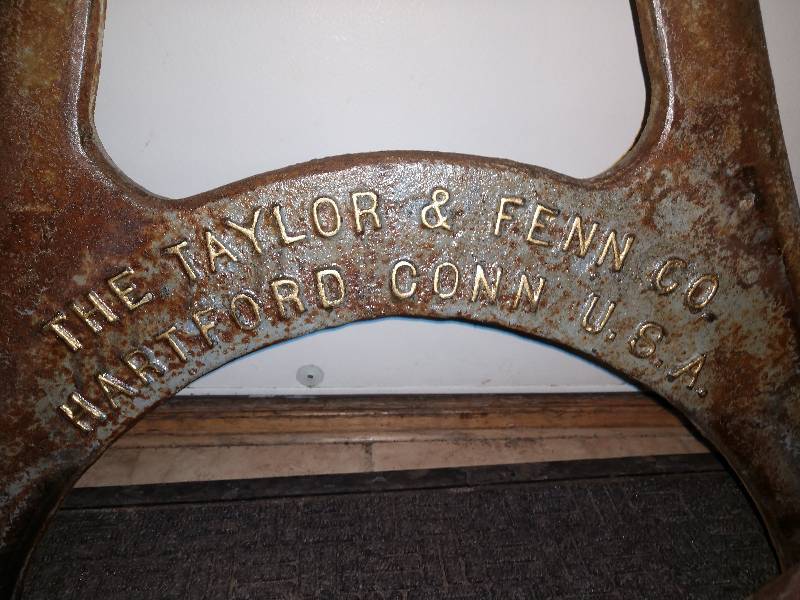 THE TAYLOR & FENN CO.
HARTFORD CONN U.S.A.